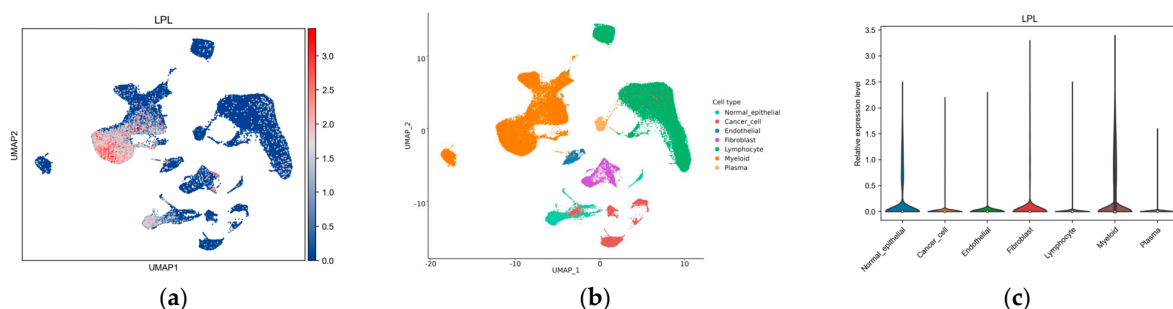 LPL
UMAP2
UMAP1
3.0
2.5
2.0
1.5
1.0
0.5
0.0
(a)
UMAP_2
10
0
-10
-20
-10
0
10
UMAP_1
Cell type
Normal_epithelial
Cancer_cell
Endothelial
Fibroblast
Lymphocyte
Myeloid
Plasma
(b)
LPL
Relative expression level
3.5
3.0
2.5
2.0
1.5
1.0
0.5
0.0
Normal_epithelial
Cancer_cell
Endothelial
Fibroblast
Lymphocyte
Myeloid
Plasma
(c)